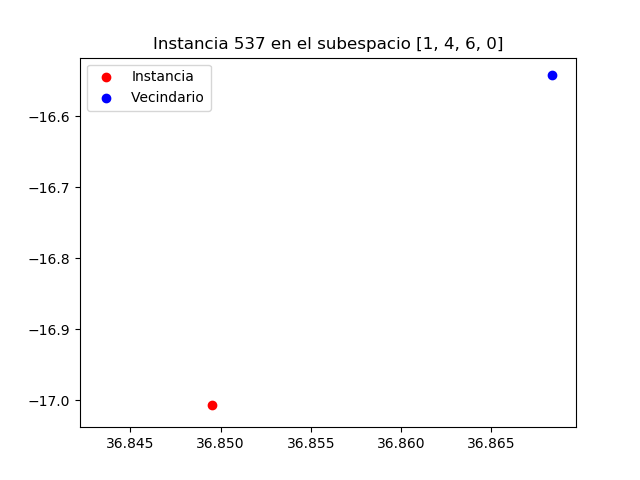 Instancia 537 en el subespacio [1, 4, 6, 0]
Instancia
Vecindario
−16.6
−16.7
−16.8
−16.9
−17.0
36.845 36.850 36.855 36.860 36.865